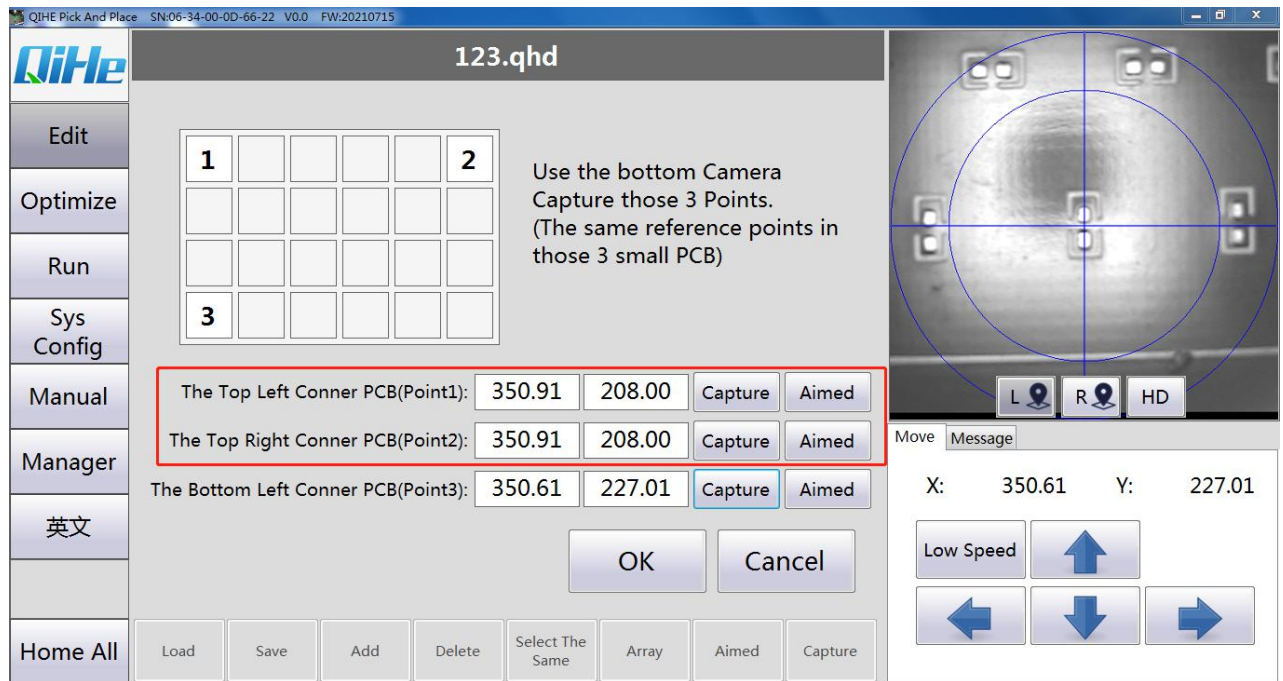 QIHE Pick And Place SN:06-34-00-0D-66-22 V0.0 FW:20210715
QiHe
123.qhd
Edit
Optimize
Run
Sys
Config
Manual
Manager
英文
Home All
1
2
3
Use the bottom Camera
Capture those 3 Points.
(The same reference points in
those 3 small PCB)
The Top Left Conner PCB(Point1): 350.91 208.00 Capture Aimed
The Top Right Conner PCB(Point2): 350.91 208.00 Capture Aimed
The Bottom Left Conner PCB(Point3): 350.61 227.01 Capture Aimed
OK Cancel
Load Save Add Delete Select The
Same Array Aimed Capture
L R HD
Move Message
X: 350.61 Y: 227.01
Low Speed